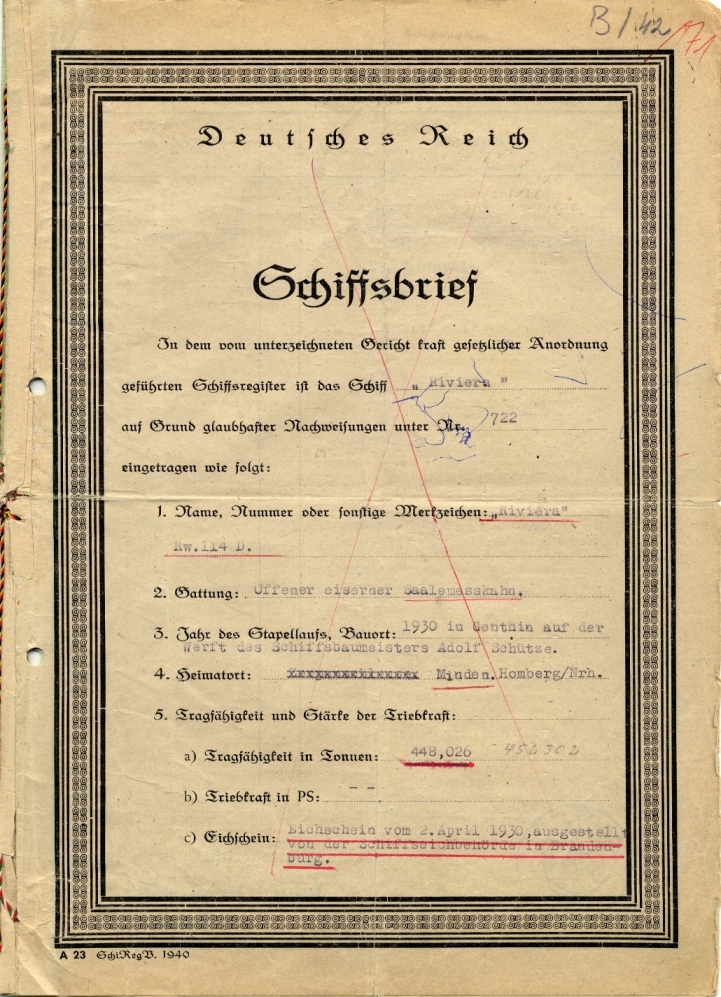 B/42
171
Deutsches Reich
Schiffsbrief
In dem vom unterzeichneten Gericht kraft gesetzlicher Anordnung
geführten Schiffsregister ist das Schiff „ Riviera "
auf Grund glaubhafter Nachweisungen unter Nr. 722
eingetragen wie folgt:
1. Name, Nummer oder sonstige Merkzeichen: „Riviera"
Rw.114 D.
2. Gattung: Offener eiserner Saalemesskahn.
3. Jahr des Stapellaufs, Bauort: 1930 in Genthin auf der
Werft des Schiffsbaumeisters Adolf Schütze.
4. Heimatort: Minden. Homberg/Nrh.
5. Tragfähigkeit und Stärke der Triebkraft:
a) Tragfähigkeit in Tonnen: 448,026 452302
b) Triebkraft in PS: - -
c) Eichschein: Eichschein vom 2.April 1930,ausgestellt
von der Schiffseichbehörde in Branden-
burg.
A 23 SchlRegV. 1940